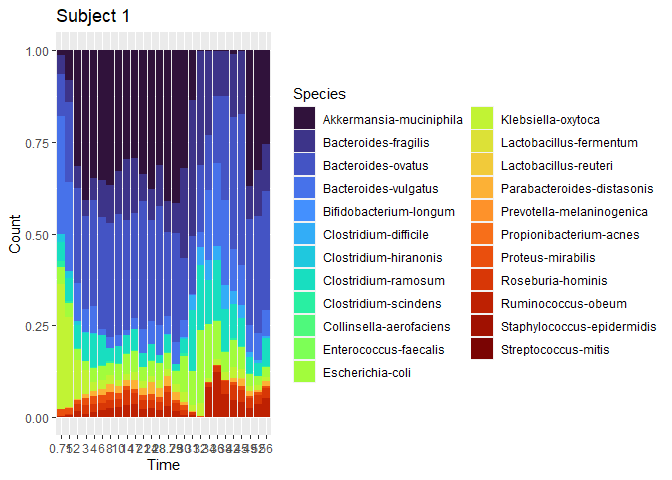 Subject 1
1.00
0.75
0.50
0.25
0.00
Count
Time
Species
Akkermansia-muciniphila
Bacteroides-fragilis
Bacteroides-ovatus
Bacteroides-vulgatus
Bifidobacterium-longum
Clostridium-difficile
Clostridium-hiranonis
Clostridium-ramosum
Clostridium-scindens
Collinsella-aerofaciens
Enterococcus-faecalis
Escherichia-coli
Klebsiella-oxytoca
Lactobacillus-fermentum
Lactobacillus-reuteri
Parabacteroides-distasonis
Prevotella-melaninogenica
Propionibacterium-acnes
Proteus-mirabilis
Roseburia-hominis
Ruminococcus-obeum
Staphylococcus-epidermidis
Streptococcus-mitis